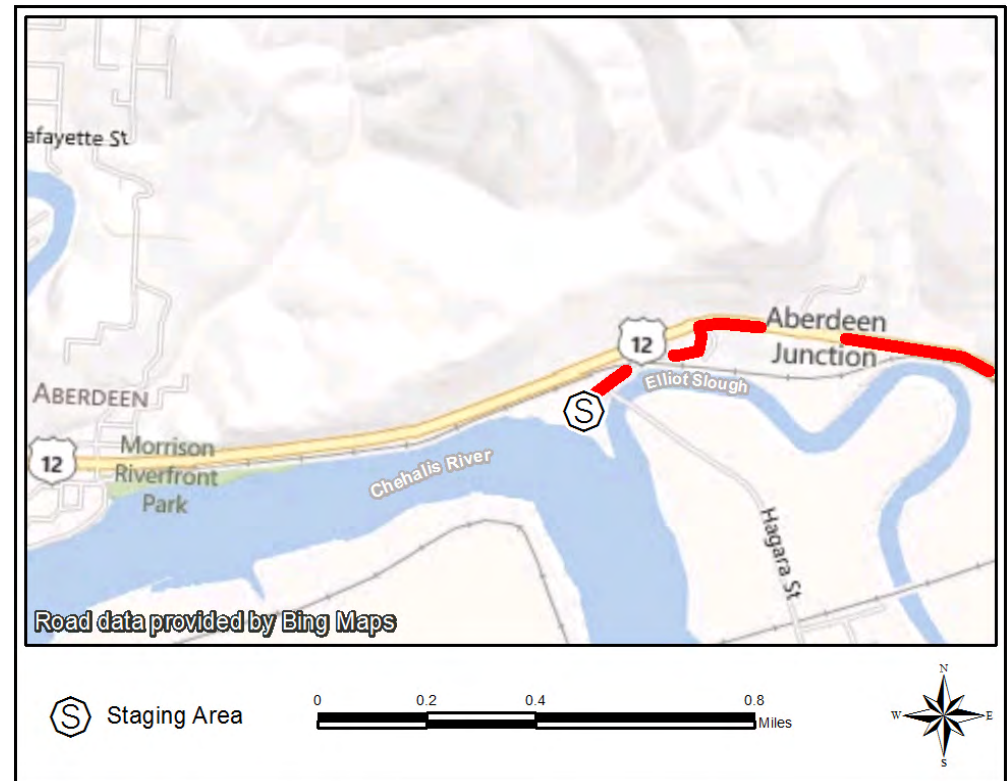 afayette St
Aberdeen
Junction
12
Elliot Slough
ABERDEEN
S
Morrison
Riverfront
Park
12
Chehalis River
Hagara St
Road data provided by Bing Maps
S Staging Area
0 0.2 0.4 0.8
Miles
N
W E
S